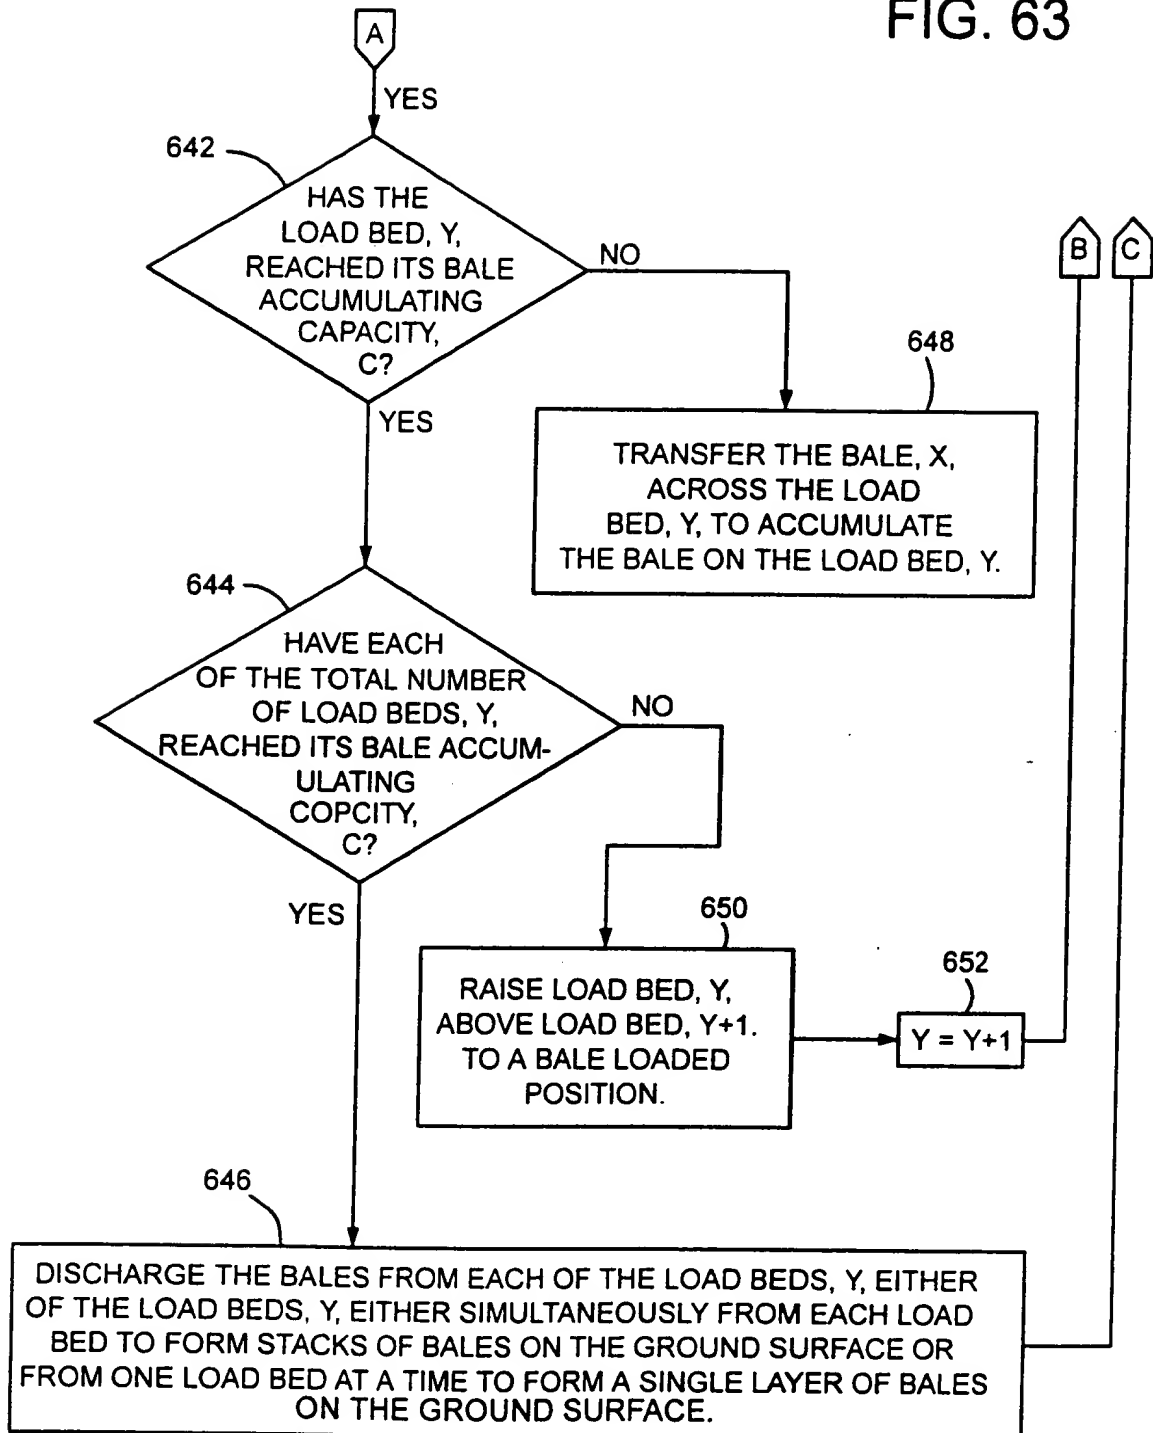 FIG. 63
A
YES
642
HAS THE
LOAD BED, Y,
REACHED ITS BALE
ACCUMULATING
CAPACITY,
C?
NO
B
C
YES
648
TRANSFER THE BALE, X,
ACROSS THE LOAD
BED, Y, TO ACCUMULATE
THE BALE ON THE LOAD BED, Y.
644
HAVE EACH
OF THE TOTAL NUMBER
OF LOAD BEDS, Y,
REACHED ITS BALE ACCUM-
ULATING
COPCITY,
C?
NO
YES
650
RAISE LOAD BED, Y,
ABOVE LOAD BED, Y+1.
TO A BALE LOADED
POSITION.
652
Y = Y+1
646
DISCHARGE THE BALES FROM EACH OF THE LOAD BEDS, Y, EITHER
OF THE LOAD BEDS, Y, EITHER SIMULTANEOUSLY FROM EACH LOAD
BED TO FORM STACKS OF BALES ON THE GROUND SURFACE OR
FROM ONE LOAD BED AT A TIME TO FORM A SINGLE LAYER OF BALES
ON THE GROUND SURFACE.